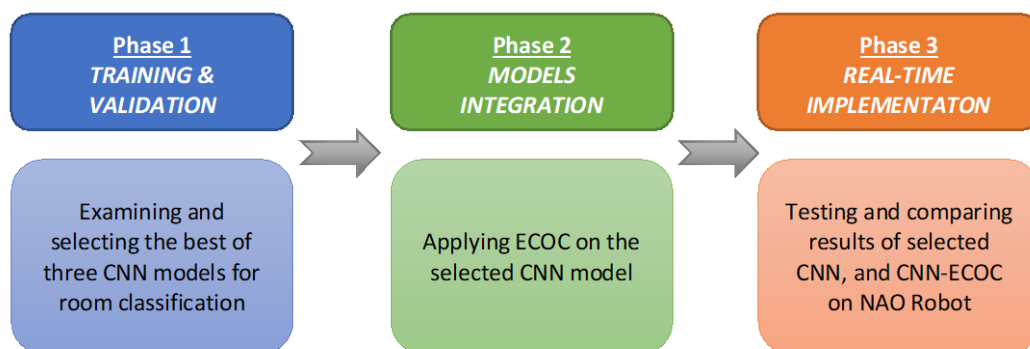 Phase 1
TRAINING &
VALIDATION
Examining and
selecting the best of
three CNN models for
room classification
Phase 2
MODELS
INTEGRATION
Applying ECOC on the
selected CNN model
Phase 3
REAL-TIME
IMPLEMENTATON
Testing and comparing
results of selected
CNN, and CNN-ECOC
on NAO Robot